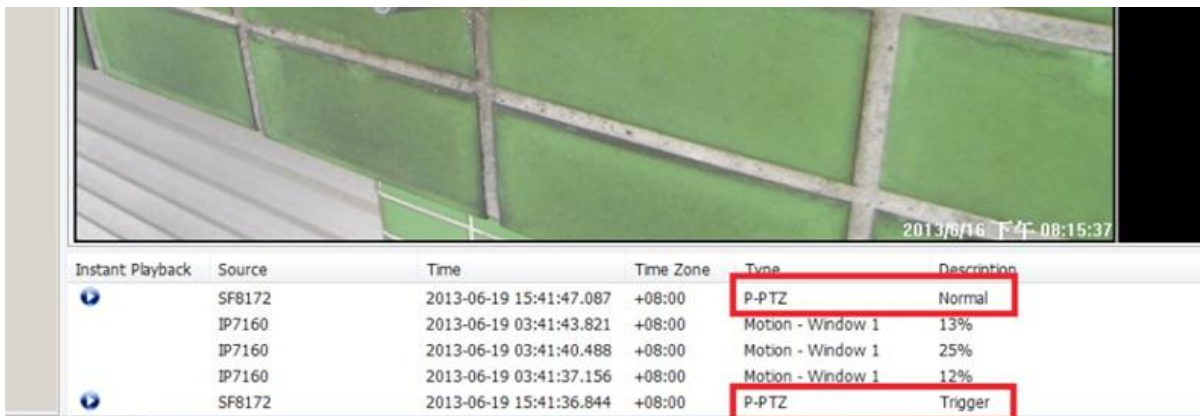 2013/6/16 下午 08:15:37
Instant Playback Source Time Time Zone Type Description
SF8172 2013-06-19 15:41:47.087 +08:00 P-PTZ Normal
IP7160 2013-06-19 03:41:43.821 +08:00 Motion - Window 1 13%
IP7160 2013-06-19 03:41:40.488 +08:00 Motion - Window 1 25%
IP7160 2013-06-19 03:41:37.156 +08:00 Motion - Window 1 12%
SF8172 2013-06-19 15:41:36.844 +08:00 P-PTZ Trigger